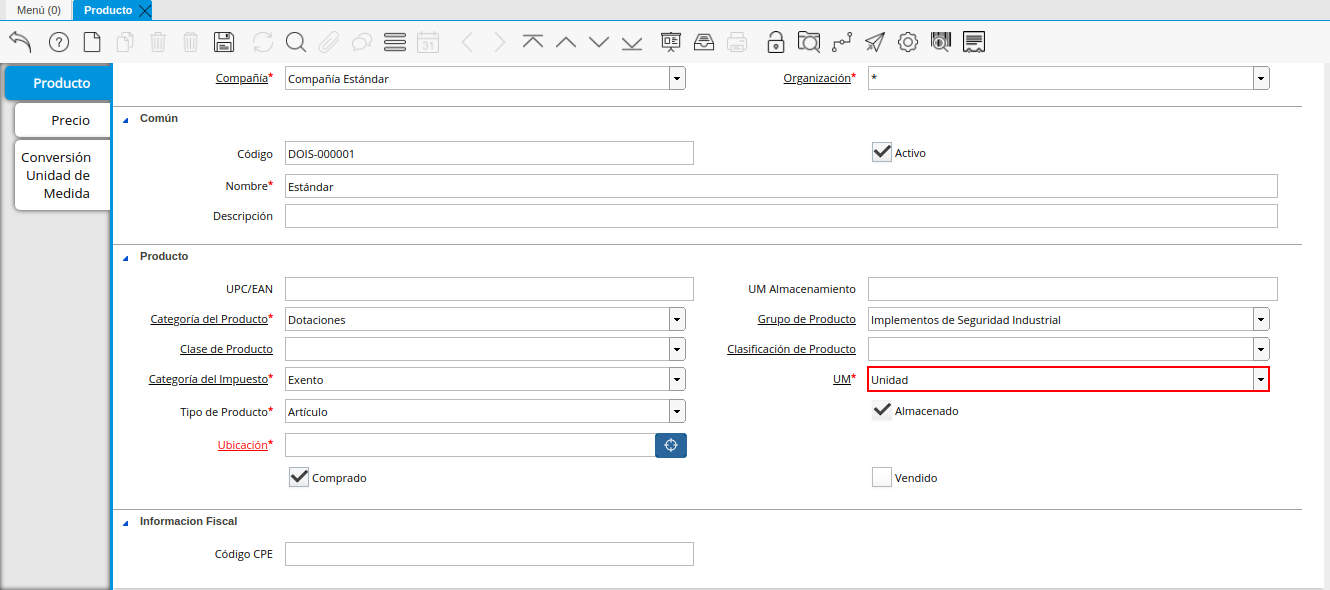 Menú (0) Producto
31
Producto
Precio
Conversión
Unidad de
Medida
Compañía* Compañía Estándar Organización* *
Común
Código DOIS-000001 Activo
Nombre* Estándar
Descripción
Producto
UPC/EAN UM Almacenamiento
Categoría del Producto* Dotaciones Grupo de Producto Implementos de Seguridad Industrial
Clase de Producto Clasificación de Producto
Categoría del Impuesto* Exento UM* Unidad
Tipo de Producto* Artículo Almacenado
Ubicación*
Comprado Vendido
Informacion Fiscal
Código CPE